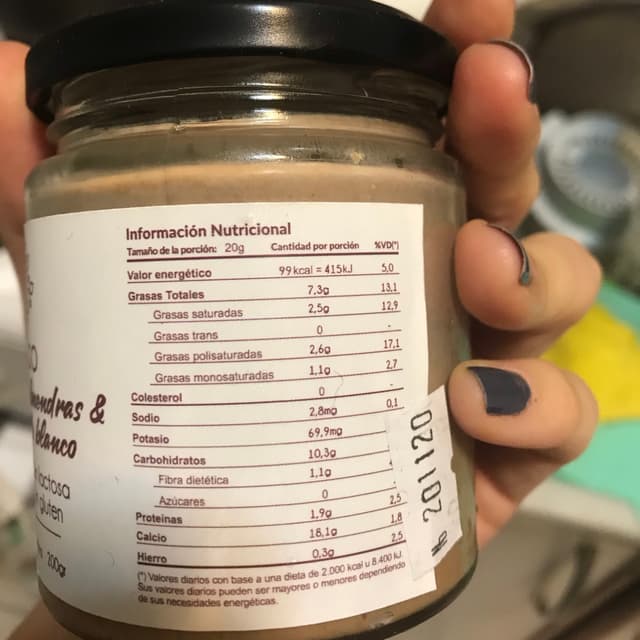 Información Nutricional
Tamaño de la porción: 20g Cantidad por porción %VD(*)
Valor energético 99 kcal = 415kJ 5,0
Grasas Totales 7,3g 13,1
Grasas saturadas 2,5g 12,9
Grasas trans 0 -
Grasas polisaturadas 2,6g 17,1
Grasas monosaturadas 1,1g 2,7
Colesterol 0 -
Sodio 2,8mg 0,1
Potasio 69,9mg
Carbohidratos 10,3g
Fibra dietética 1,1g
Azúcares 0
Proteínas 1,9g 2,5
Calcio 18,1g 1,8
Hierro 0,3g 2,5
(*) Valores diarios con base a una dieta de 2.000 kcal u 8.400 kJ.
Sus valores diarios pueden ser mayores o menores dependiendo
de sus necesidades energéticas.
&
blanco
lactosa
gluten
200gr
201120